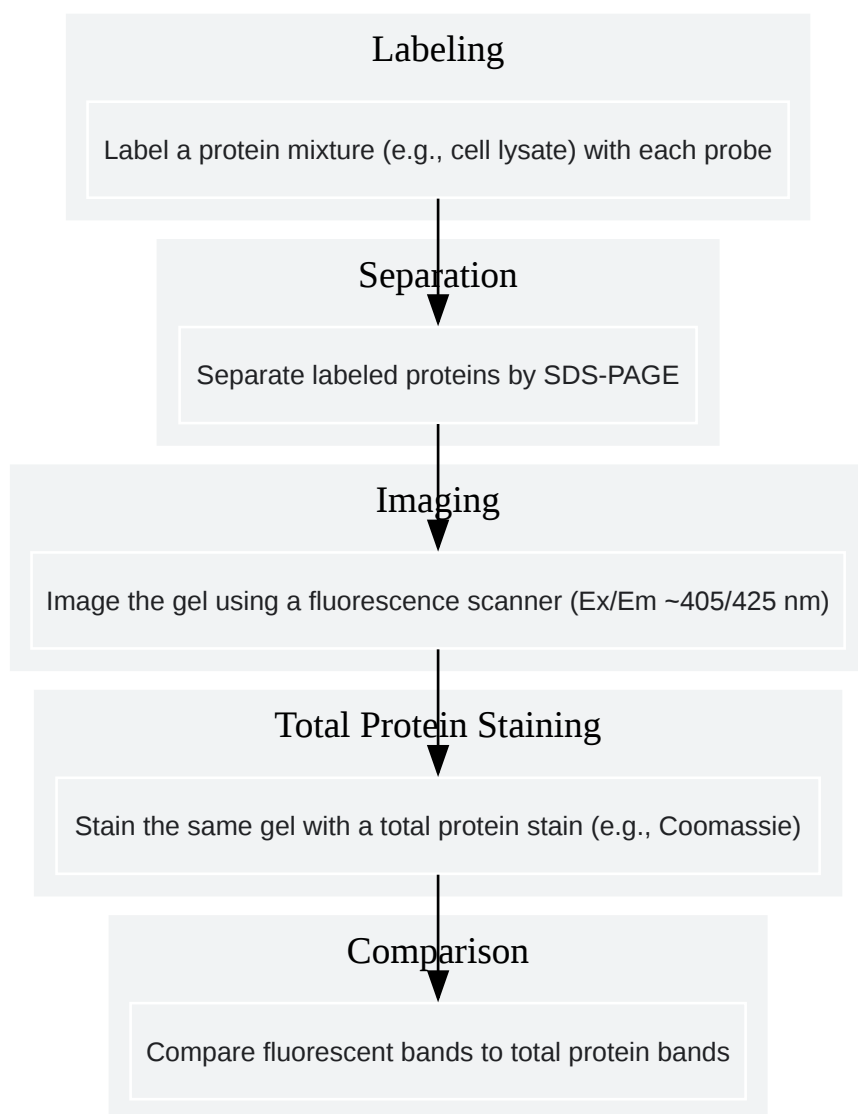 Labeling
Label a protein mixture (e.g., cell lysate) with each probe
Separation
Separate labeled proteins by SDS-PAGE
Imaging
Image the gel using a fluorescence scanner (Ex/Em ~405/425 nm)
Total Protein Staining
Stain the same gel with a total protein stain (e.g., Coomassie)
Comparison
Compare fluorescent bands to total protein bands